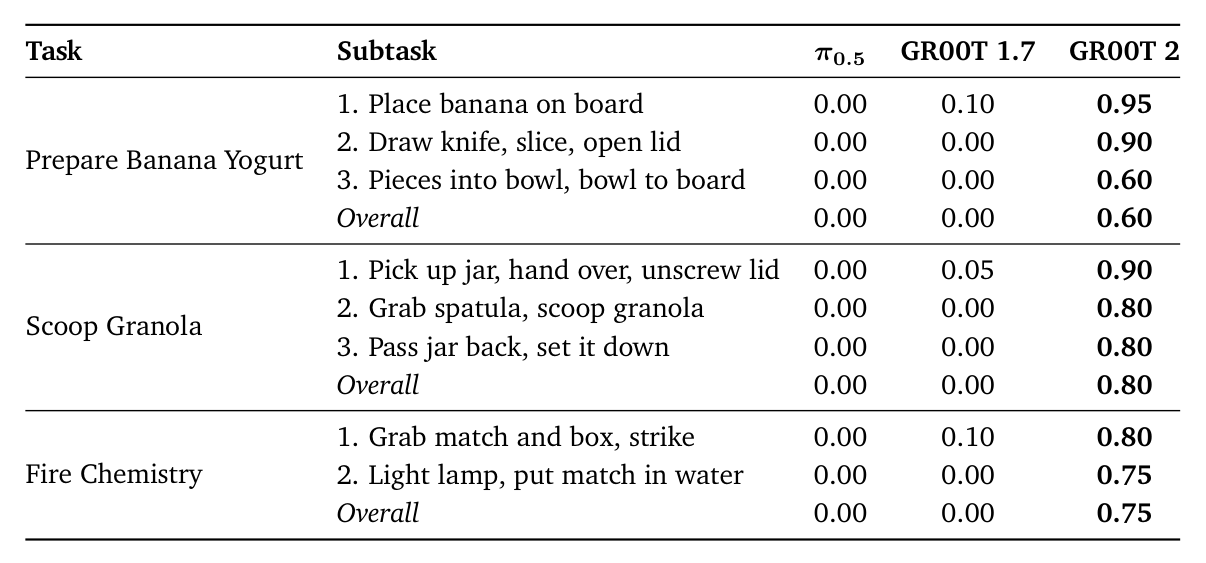 Task Subtask π0.5 GR00T 1.7 GR00T 2
1. Place banana on board 0.00 0.10 0.95
2. Draw knife, slice, open lid 0.00 0.00 0.90
Prepare Banana Yogurt
3. Pieces into bowl, bowl to board 0.00 0.00 0.60
Overall 0.00 0.00 0.60
1. Pick up jar, hand over, unscrew lid 0.00 0.05 0.90
2. Grab spatula, scoop granola 0.00 0.00 0.80
Scoop Granola
3. Pass jar back, set it down 0.00 0.00 0.80
Overall 0.00 0.00 0.80
1. Grab match and box, strike 0.00 0.10 0.80
Fire Chemistry 2. Light lamp, put match in water 0.00 0.00 0.75
Overall 0.00 0.00 0.75